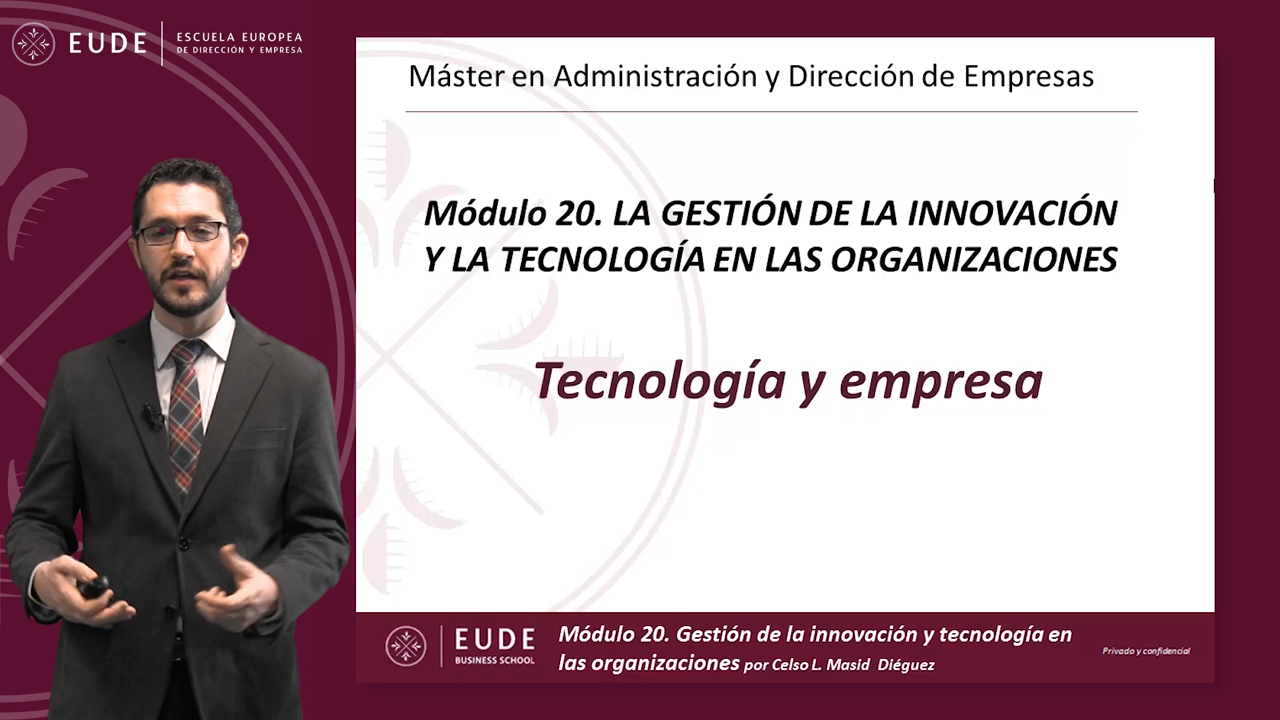 EUDE
ESCUELA EUROPEA
DE DIRECCIÓN Y EMPRESA
Máster en Administración y Dirección de Empresas
Módulo 20. LA GESTIÓN DE LA INNOVACIÓN
Y LA TECNOLOGÍA EN LAS ORGANIZACIONES
Tecnología y empresa
EUDE
BUSINESS SCHOOL
Módulo 20. Gestión de la innovación y tecnología en
las organizaciones por Celso L. Masid Diéguez
Privado y confidencial